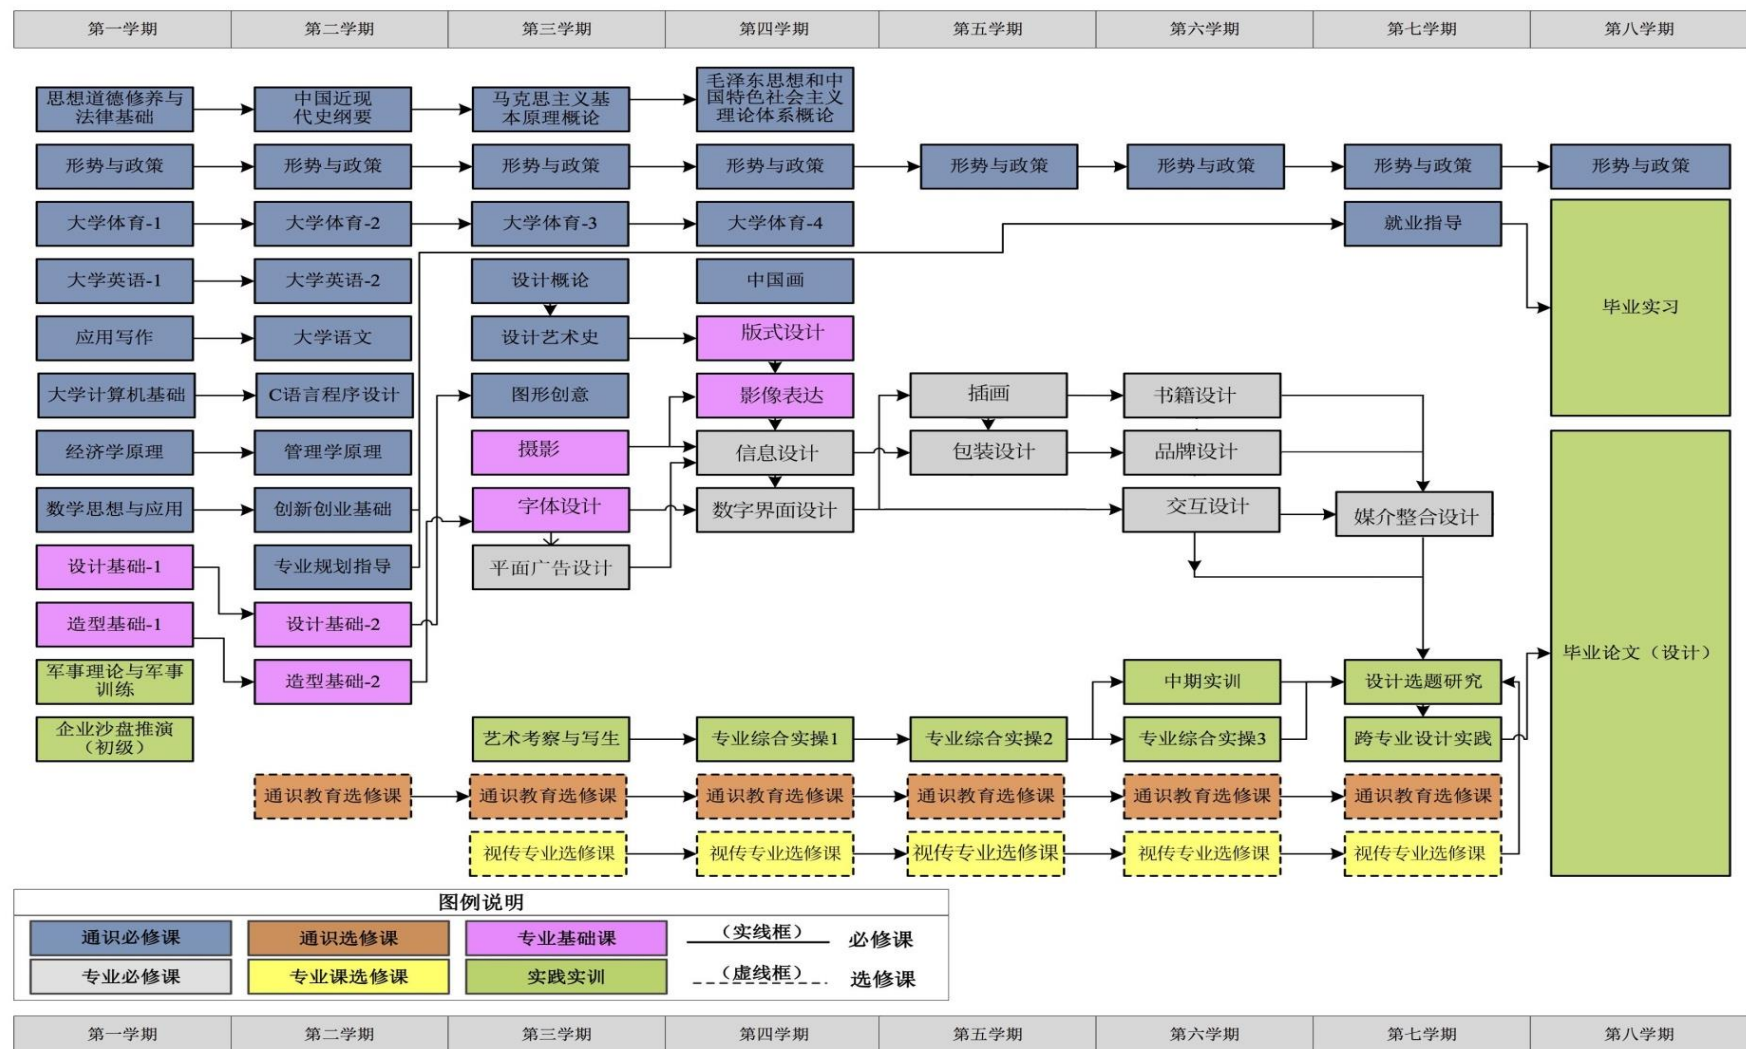 第一学期 第二学期 第三学期 第四学期 第五学期 第六学期 第七学期 第八学期
思想道德修养与
法律基础
中国近现
代史纲要
马克思主义基
本原理概论
毛泽东思想和中
国特色社会主义
理论体系概论
形势与政策 形势与政策 形势与政策 形势与政策 形势与政策 形势与政策 形势与政策 形势与政策
大学体育-1 大学体育-2 大学体育-3 大学体育-4 就业指导
大学英语-1 大学英语-2 设计概论 中国画
毕业实习
应用写作 大学语文 设计艺术史 版式设计
大学计算机基础 C语言程序设计 图形创意 影像表达 插画 书籍设计
经济学原理 管理学原理 摄影 信息设计 包装设计 品牌设计
数学思想与应用 创新创业基础 字体设计 数字界面设计 交互设计 媒介整合设计
设计基础-1 专业规划指导 平面广告设计
造型基础-1 设计基础-2
毕业论文（设计）
军事理论与军事
训练
造型基础-2 中期实训 设计选题研究
企业沙盘推演
（初级）
艺术考察与写生 专业综合实操1 专业综合实操2 专业综合实操3 跨专业设计实践
通识教育选修课 通识教育选修课 通识教育选修课 通识教育选修课 通识教育选修课 通识教育选修课
视传专业选修课 视传专业选修课 视传专业选修课 视传专业选修课 视传专业选修课
图例说明
通识必修课 通识选修课 专业基础课 （实线框） 必修课
专业必修课 专业课选修课 实践实训 （虚线框） 选修课
第一学期 第二学期 第三学期 第四学期 第五学期 第六学期 第七学期 第八学期